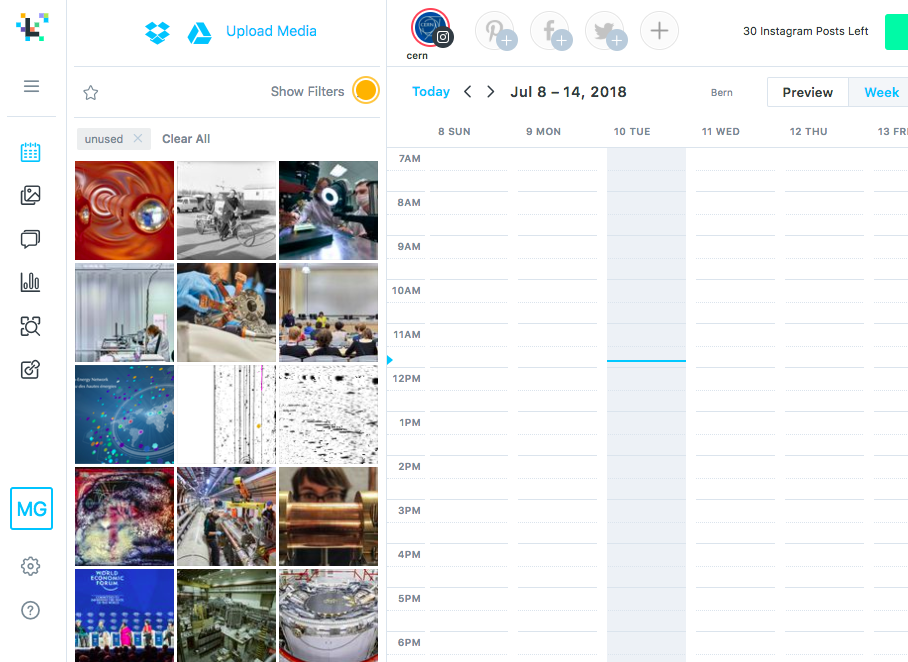 Upload Media
cern
30 Instagram Posts Left
Show Filters
Today
Jul 8 – 14, 2018
Bern
Preview
Week
unused
Clear All
8 SUN
9 MON
10 TUE
11 WED
12 THU
13 FR
7AM
8AM
9AM
10AM
11AM
12PM
1PM
2PM
3PM
4PM
5PM
6PM
MG
WORLD
ECONOMIC
FORUM